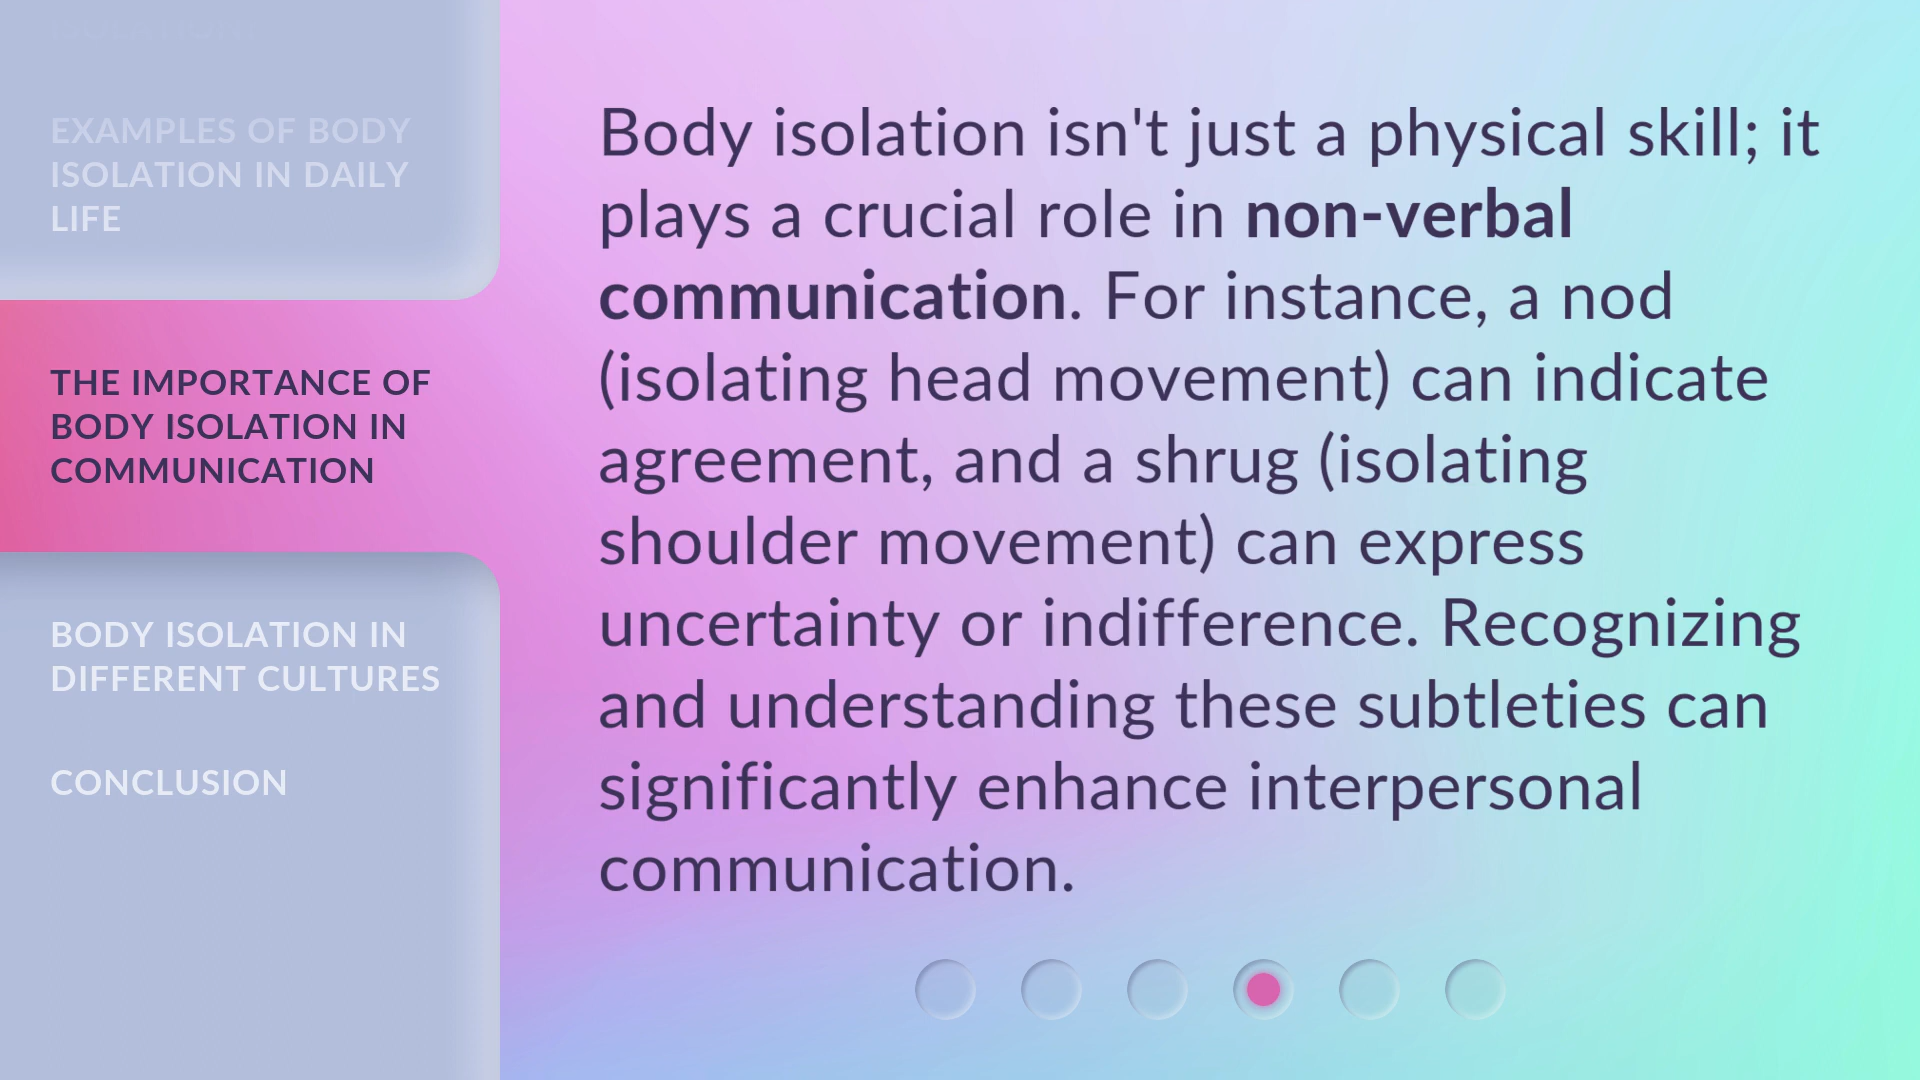 EXAMPLES OF BODY
ISOLATION IN DAILY
LIFE
THE IMPORTANCE OF
BODY ISOLATION IN
COMMUNICATION
BODY ISOLATION IN
DIFFERENT CULTURES
CONCLUSION
Body isolation isn't just a physical skill; it
plays a crucial role in non-verbal
communication. For instance, a nod
(isolating head movement) can indicate
agreement, and a shrug (isolating
shoulder movement) can express
uncertainty or indifference. Recognizing
and understanding these subtleties can
significantly enhance interpersonal
communication.